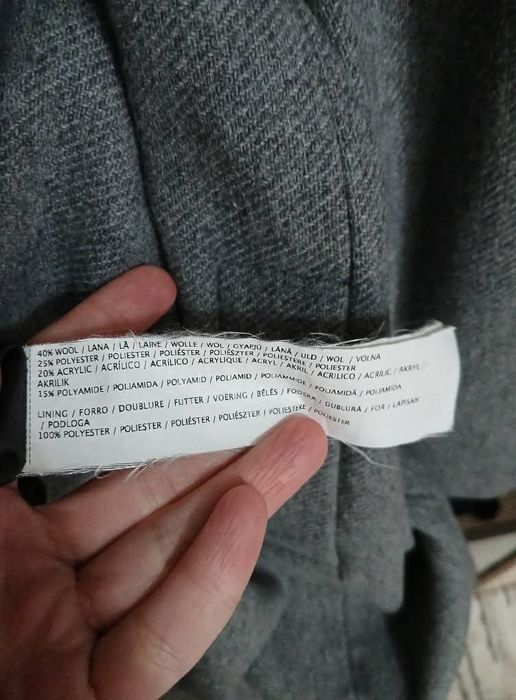 40% WOOL / LANA / LÃ / LAINE / WOLLE / WOL / GYAPJÚ / LÂNĂ / ULD / WOL / VOLNA
25% POLYESTER / POLIESTER / POLIÉSTER / POLIÉSZTER / POLIESTERE / POLIESTER
20% ACRYLIC / ACRÍLICO / ACRILICO / ACRYLIQUE / ACRYL / AKRIL / ACRILICO / ACRILIC / AKRYL /
AKRILIK
15% POLYAMIDE / POLIAMIDA / POLYAMID / POLIAMID / POLIAMMIDE / POLIAMIDĂ / POLIAMIDA
LINING / FORRO / DOUBLURE / FUTTER / VOERING / BÉLÉS / FODERA / DUBLURĂ / FOR / LAPISAN
/ PODLOGA
100% POLYESTER / POLIESTER / POLIÉSTER / POLIÉSZTER / POLIESTERE / POLIESTER